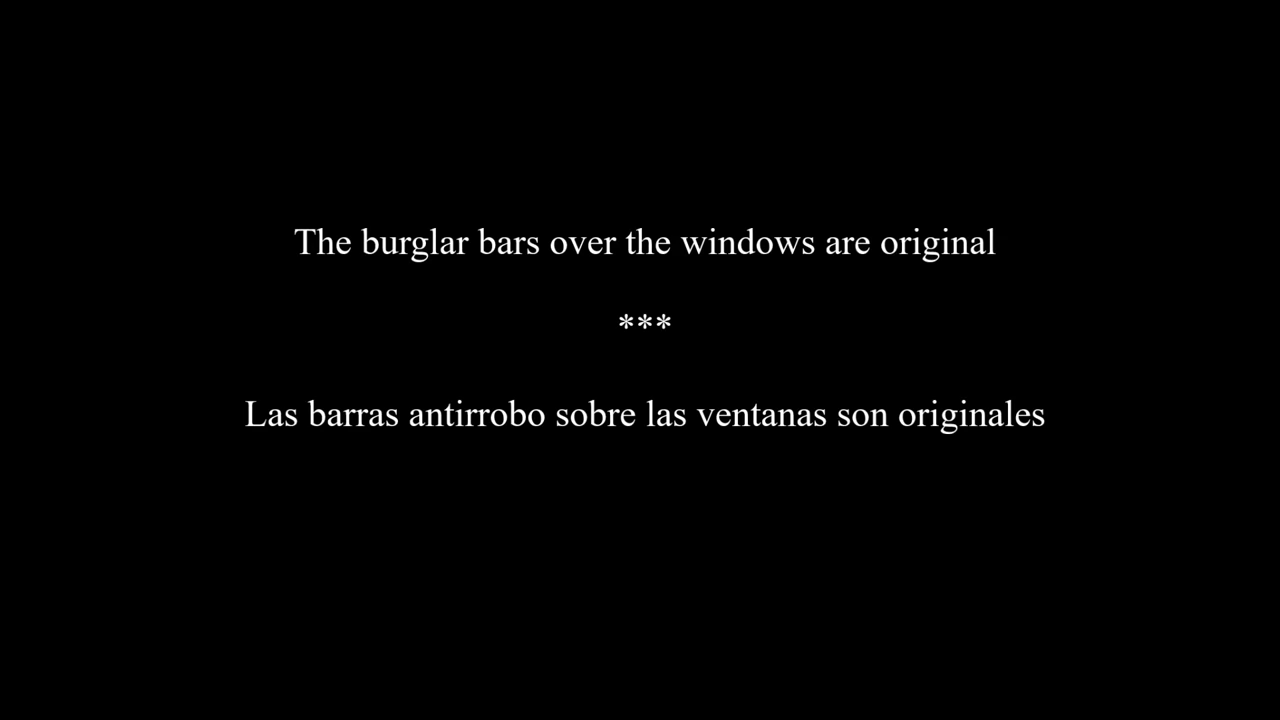 The burglar bars over the windows are original
***
Las barras antirrobo sobre las ventanas son originales